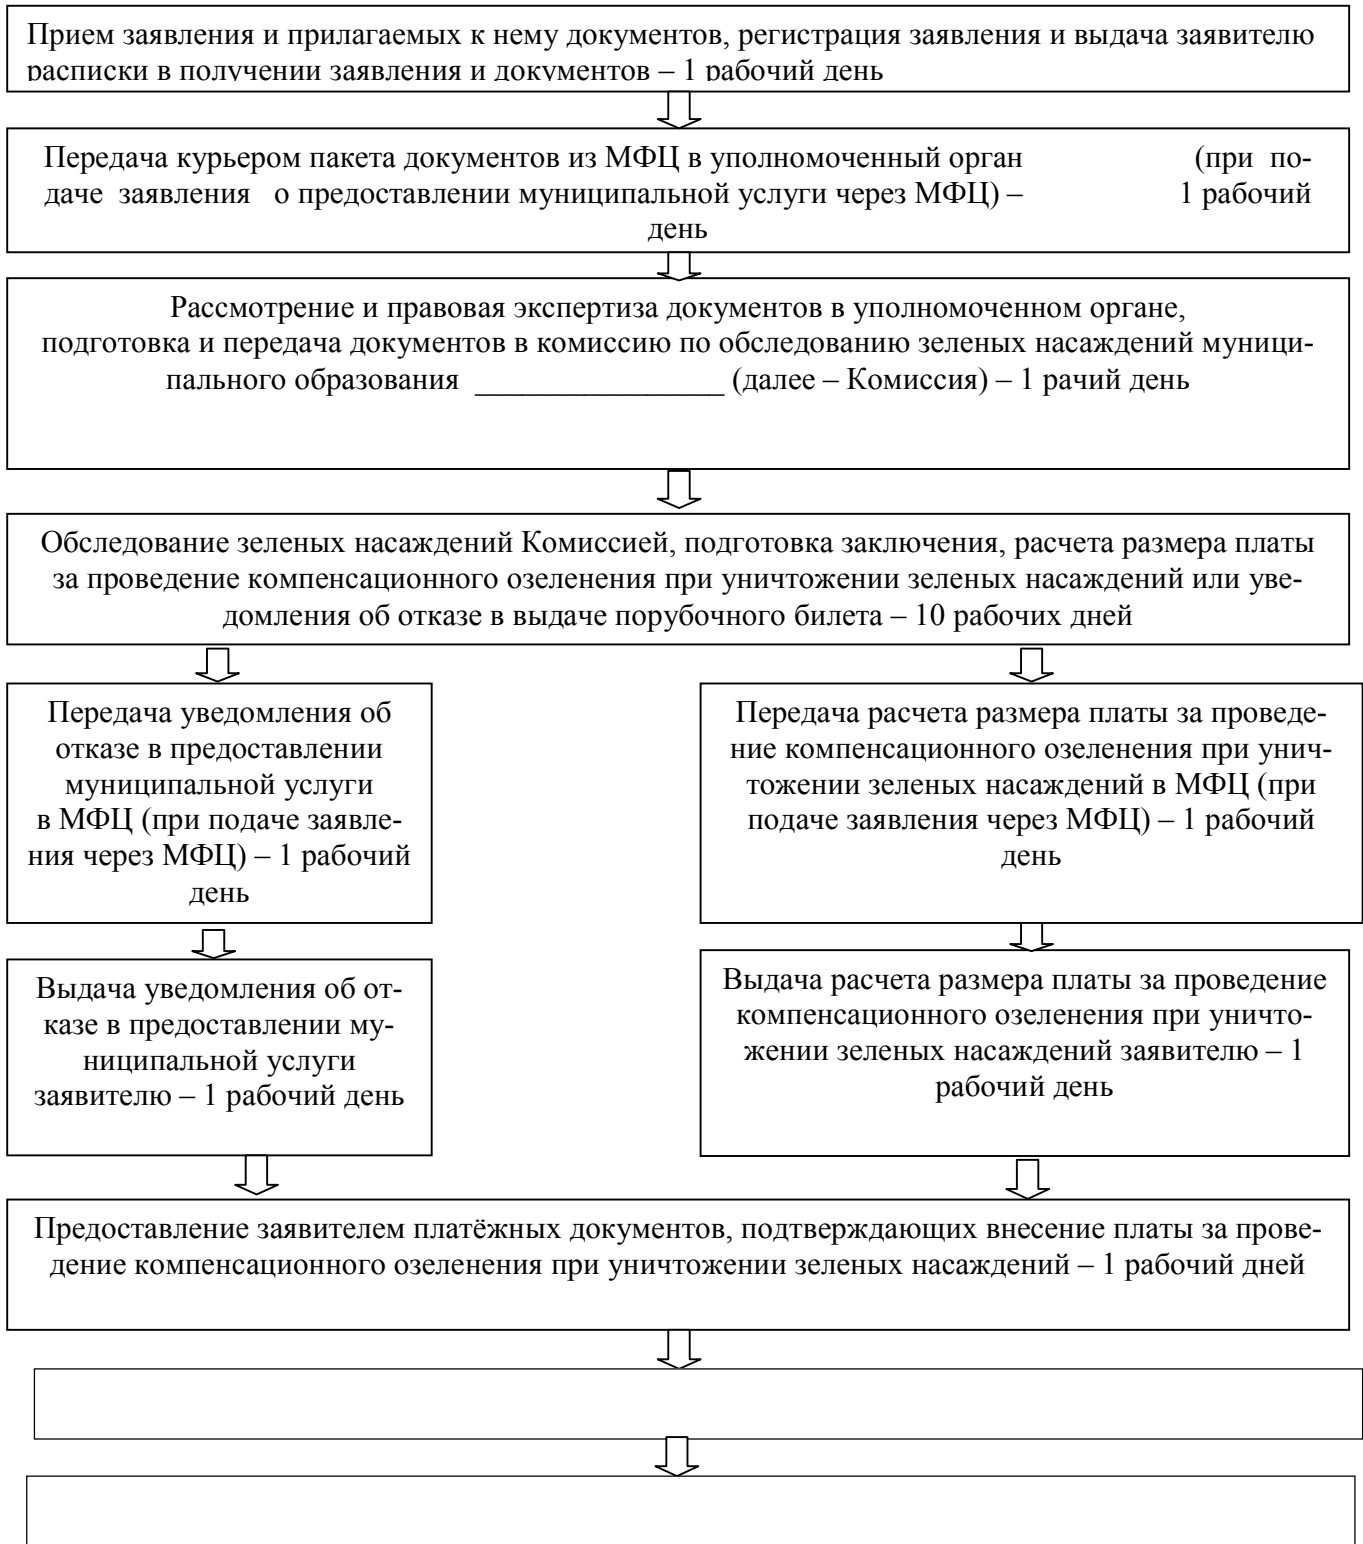 Прием заявления и прилагаемых к нему документов, регистрация заявления и выдача заявителю
расписки в получении заявления и документов – 1 рабочий день
Передача курьером пакета документов из МФЦ в уполномоченный орган (при по-
даче заявления о предоставлении муниципальной услуги через МФЦ) – 1 рабочий
день
Рассмотрение и правовая экспертиза документов в уполномоченном органе,
подготовка и передача документов в комиссию по обследованию зеленых насаждений муници-
пального образования ________________ (далее – Комиссия) – 1 рачий день
Обследование зеленых насаждений Комиссией, подготовка заключения, расчета размера платы
за проведение компенсационного озеленения при уничтожении зеленых насаждений или уве-
домления об отказе в выдаче порубочного билета – 10 рабочих дней
Передача уведомления об
отказе в предоставлении
муниципальной услуги
в МФЦ (при подаче заявле-
ния через МФЦ) – 1 рабочий
день
Передача расчета размера платы за проведе-
ние компенсационного озеленения при унич-
тожении зеленых насаждений в МФЦ (при
подаче заявления через МФЦ) – 1 рабочий
день
Выдача уведомления об от-
казе в предоставлении му-
ниципальной услуги
заявителю – 1 рабочий день
Выдача расчета размера платы за проведение
компенсационного озеленения при уничто-
жении зеленых насаждений заявителю – 1
рабочий день
Предоставление заявителем платёжных документов, подтверждающих внесение платы за прове-
дение компенсационного озеленения при уничтожении зеленых насаждений – 1 рабочий дней